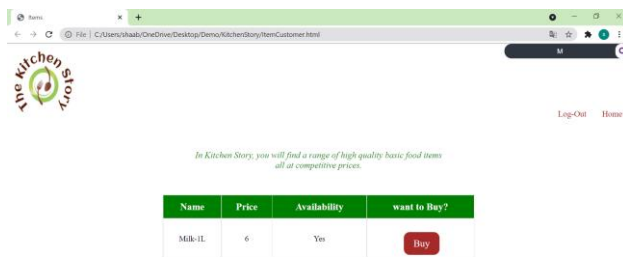 Items
File | C:/Users/shaab/OneDrive/Desktop/Demo/KitchenStory/ItemCustomer.html
M
The Kitchen Story
Log-Out Home
In Kitchen Story, you will find a range of high quality basic food items
all at competitive prices.
Name Price Availability want to Buy?
Milk-1L 6 Yes Buy